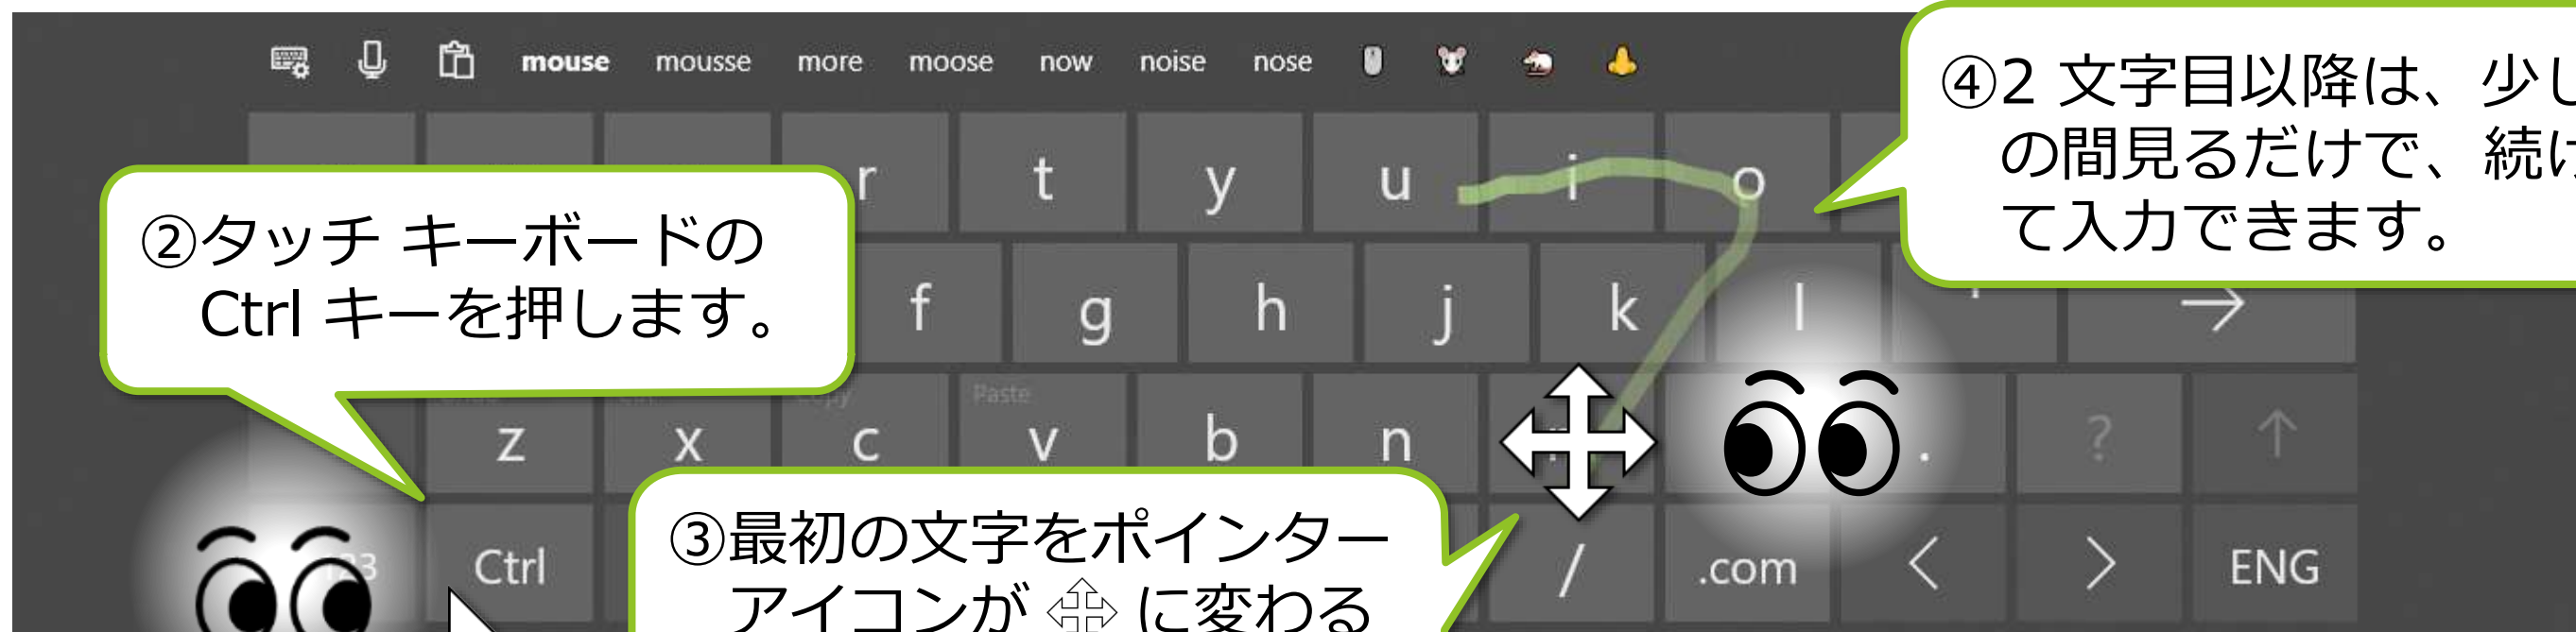 mouse mousse more moose now noise nose
④2 文字目以降は、少し
の間見るだけで、続け
て入力できます。
r t y u i o
②タッチ キーボードの
Ctrl キーを押します。
f g h j k l '
Paste
z x c v b n . ?
③最初の文字をポインター
アイコンが に変わる
123 Ctrl / .com < > ENG